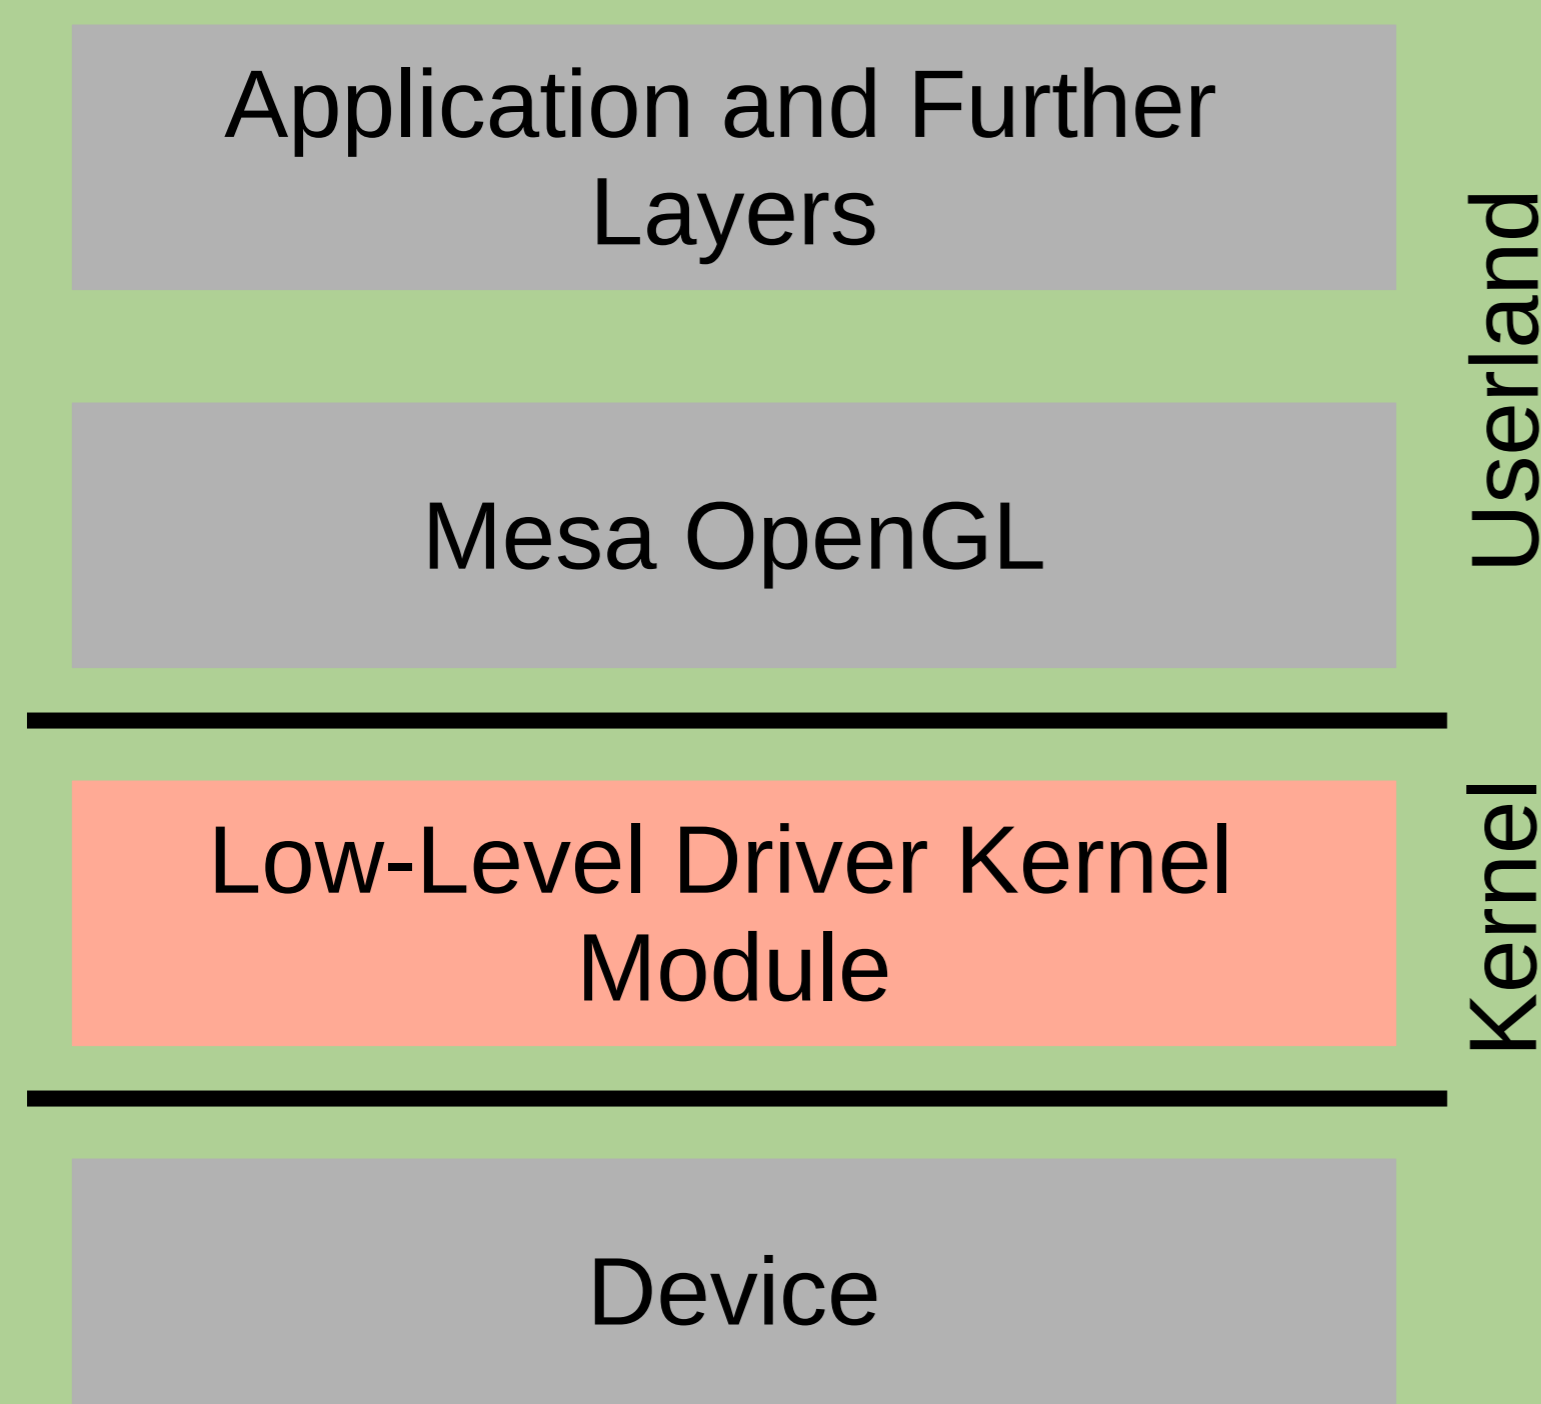 Application and Further
Layers
Mesa OpenGL
Userland
Low-Level Driver Kernel
Module
Kernel
Device